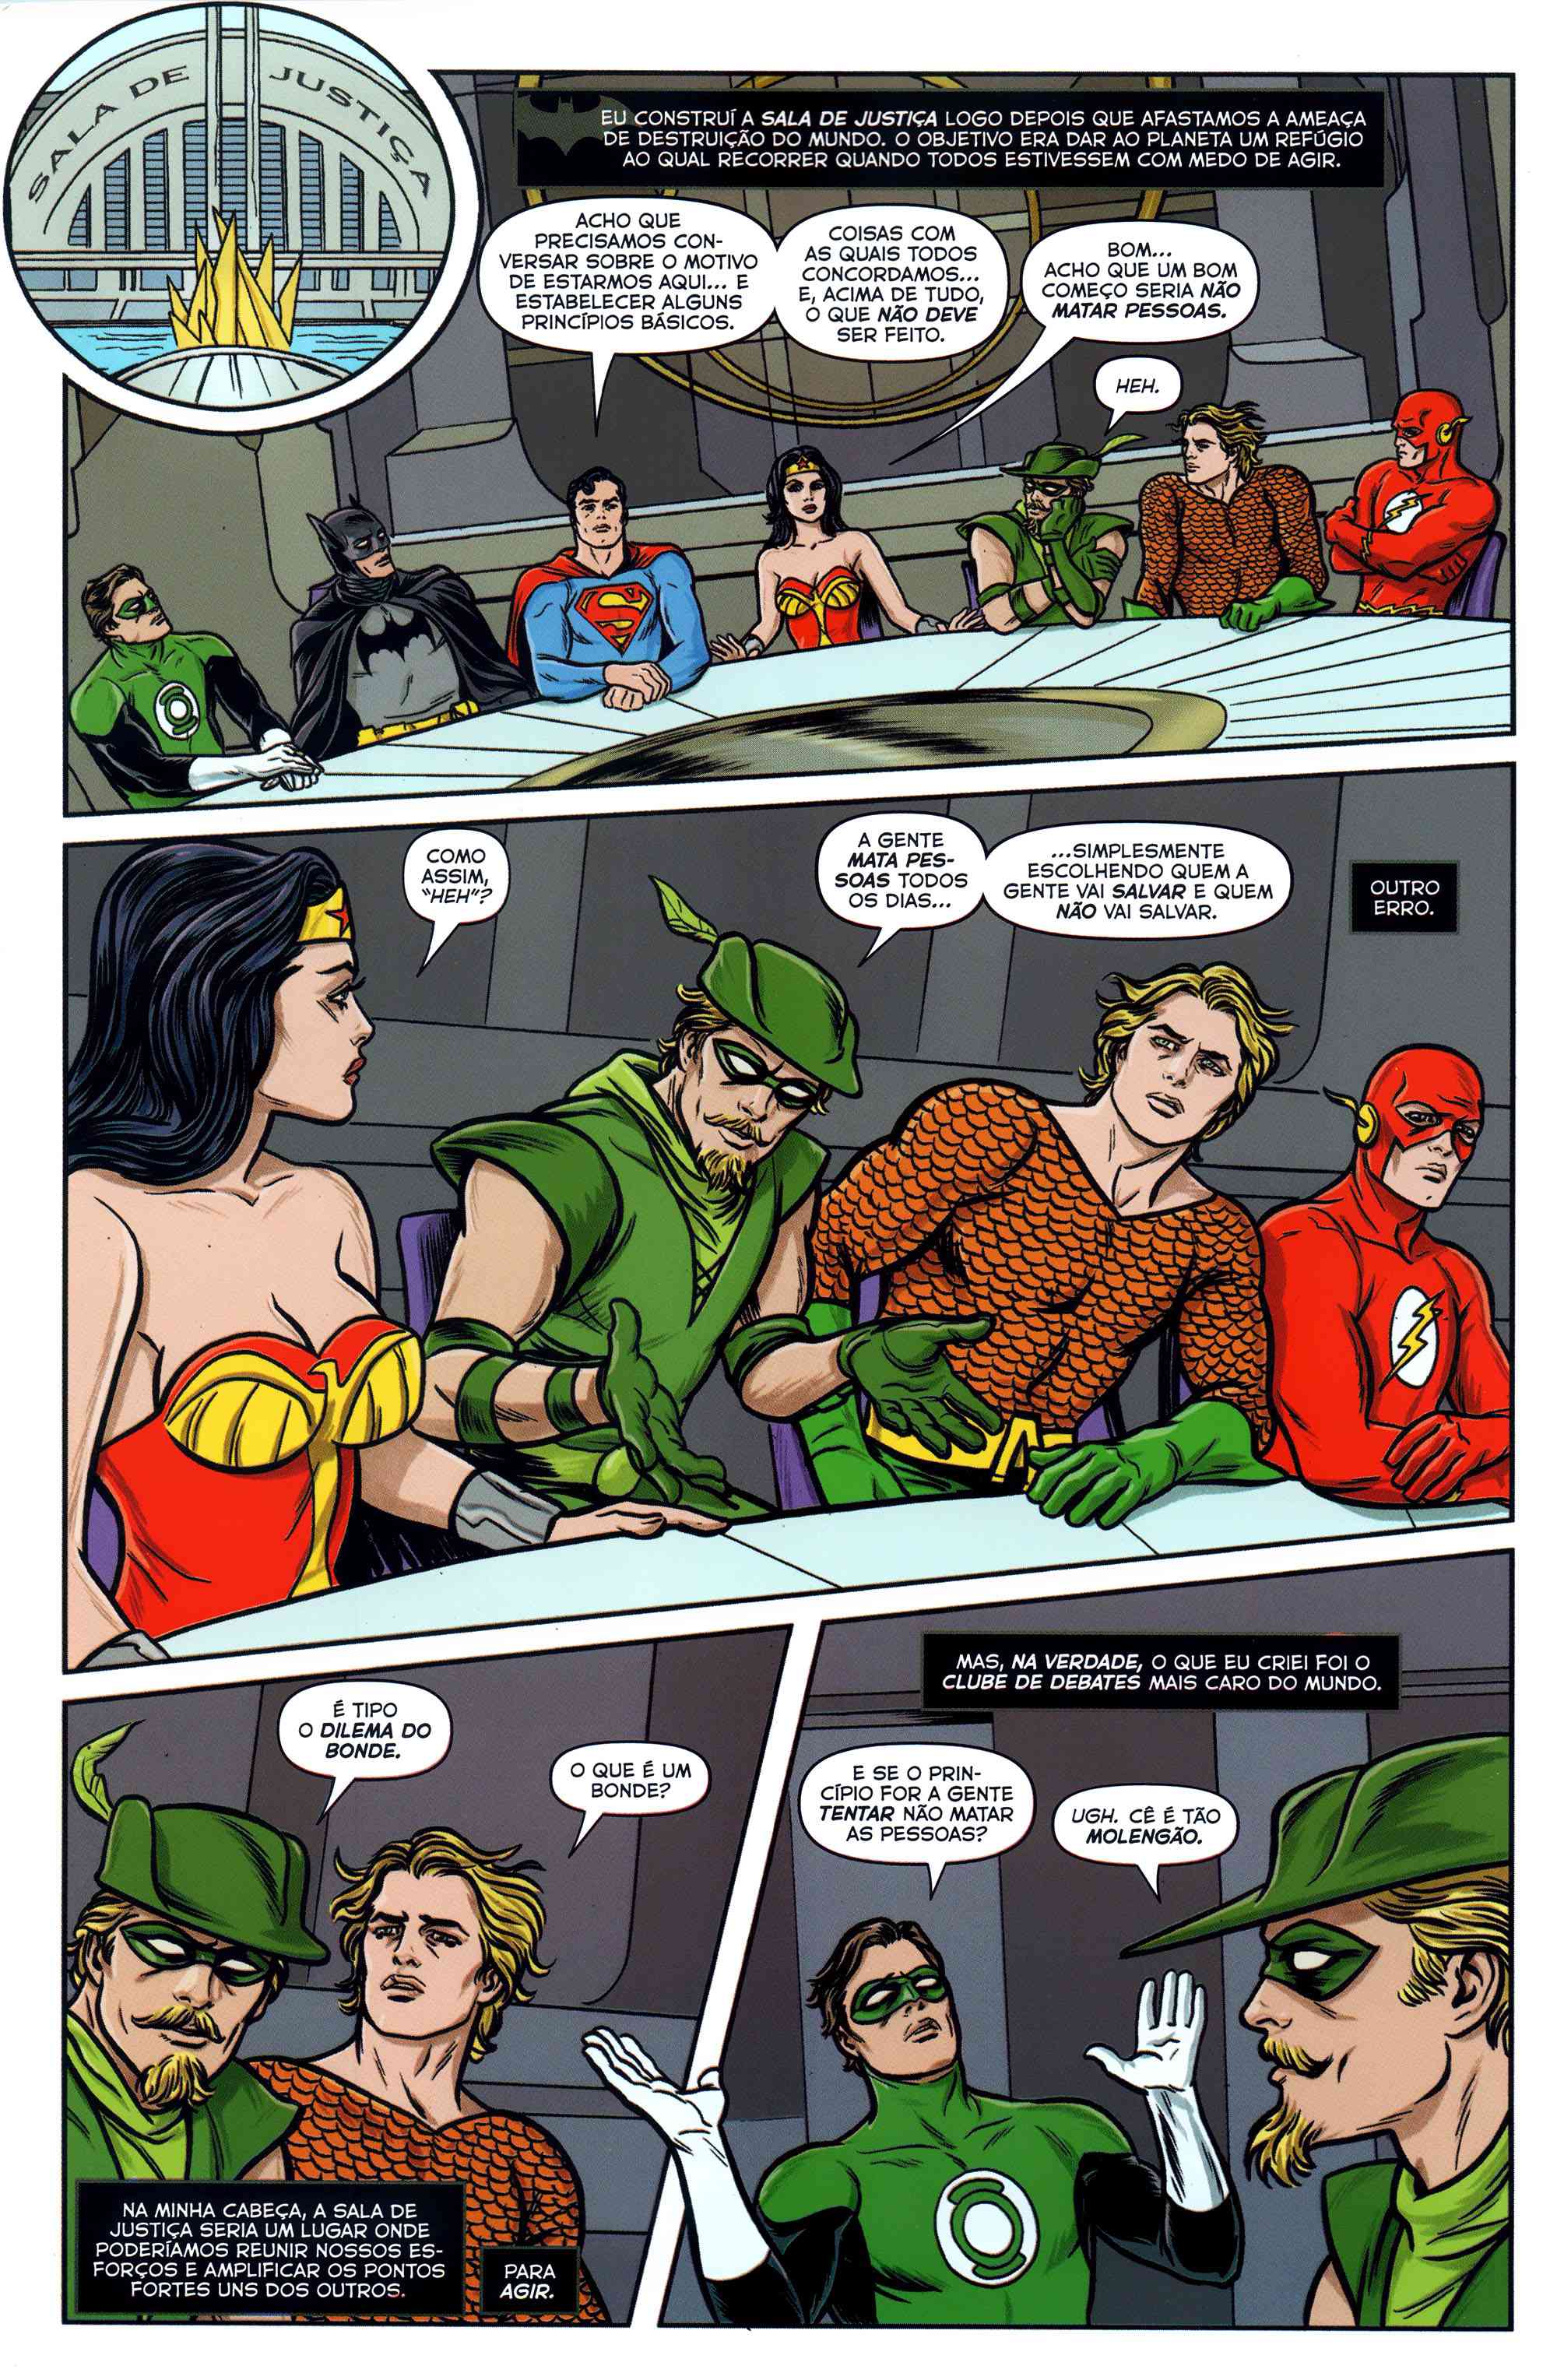 SALA DE JUSTIÇA
EU CONSTRUÍ A SALA DE JUSTIÇA LOGO DEPOIS QUE AFASTAMOS A AMEAÇA
DE DESTRUIÇÃO DO MUNDO. O OBJETIVO ERA DAR AO PLANETA UM REFÚGIO
AO QUAL RECORRER QUANDO TODOS ESTIVESSEM COM MEDO DE AGIR.
ACHO QUE
PRECISAMOS CON-
VERSAR SOBRE O MOTIVO
DE ESTARMOS AQUI... E
ESTABELECER ALGUNS
PRINCÍPIOS BÁSICOS.
COISAS COM
AS QUAIS TODOS
CONCORDAMOS...
E, ACIMA DE TUDO,
O QUE NÃO DEVE
SER FEITO.
BOM...
ACHO QUE UM BOM
COMEÇO SERIA NÃO
MATAR PESSOAS.
HEH.
COMO
ASSIM,
"HEH"?
A GENTE
MATA PES-
SOAS TODOS
OS DIAS...
...SIMPLESMENTE
ESCOLHENDO QUEM A
GENTE VAI SALVAR E QUEM
NÃO VAI SALVAR.
OUTRO
ERRO.
É TIPO
O DILEMA DO
BONDE.
O QUE É UM
BONDE?
NA MINHA CABEÇA, A SALA DE
JUSTIÇA SERIA UM LUGAR ONDE
PODERÍAMOS REUNIR NOSSOS ES-
FORÇOS E AMPLIFICAR OS PONTOS
FORTES UNS DOS OUTROS.
PARA
AGIR.
MAS, NA VERDADE, O QUE EU CRIEI FOI O
CLUBE DE DEBATES MAIS CARO DO MUNDO.
E SE O PRIN-
CÍPIO FOR A GENTE
TENTAR NÃO MATAR
AS PESSOAS?
UGH. CÊ É TÃO
MOLENGÃO.